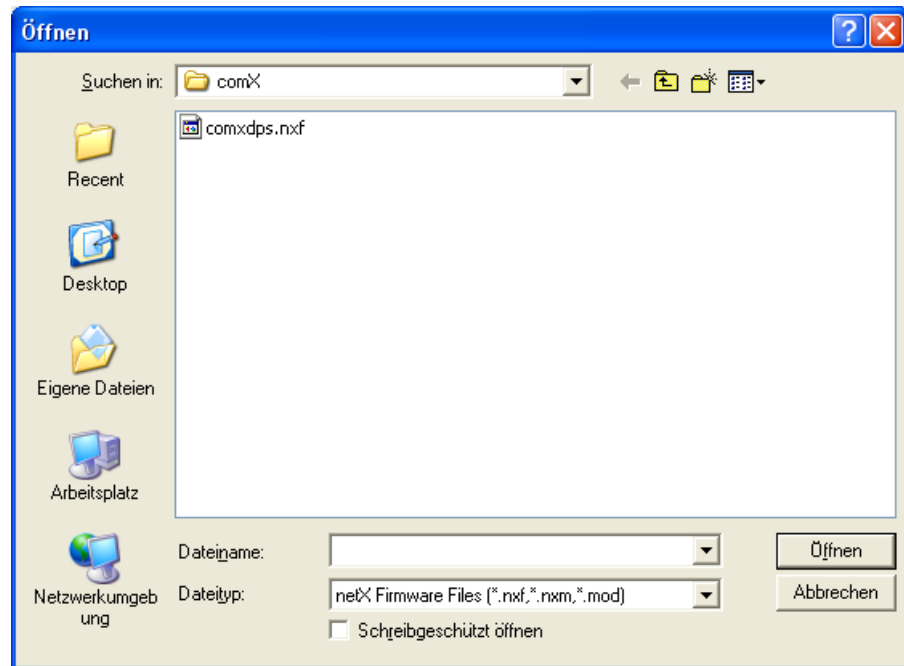 Öffnen
Suchen in: comX
comxdps.nxf
Recent
Desktop
Eigene Dateien
Arbeitsplatz
Netzwerkumgeb
ung
Dateiname:
Öffnen
Dateityp: netX Firmware Files (*.nxf,*.nxm,*.mod)
Abbrechen
Schreibgeschützt öffnen